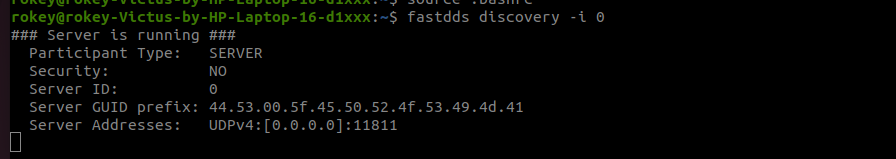 rokey@rokey-Victus-by-HP-Laptop-16-d1xxx:~$ source .bashrc
rokey@rokey-Victus-by-HP-Laptop-16-d1xxx:~$ fastdds discovery -i 0
### Server is running ###
  Participant Type:   SERVER
  Security:           NO
  Server ID:          0
  Server GUID prefix: 44.53.00.5f.45.50.52.4f.53.49.4d.41
  Server Addresses:   UDPv4:[0.0.0.0]:11811